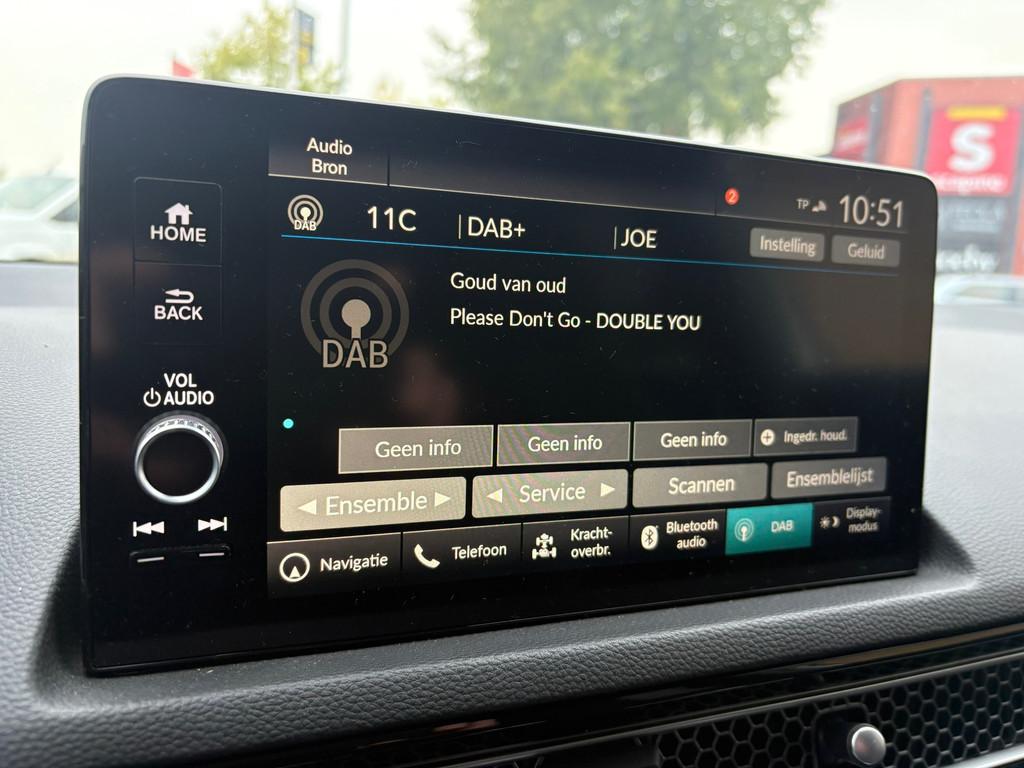 Audio
Bron
2
TP
10:51
HOME
DAB
11C
DAB+
JOE
Instelling
Geluid
BACK
Goud van oud
Please Don't Go - DOUBLE YOU
DAB
VOL
AUDIO
Geen info
Geen info
Geen info
Ingedr. houd.
Ensemble
Service
Scannen
Ensemblelijst
Navigatie
Telefoon
Kracht-
overbr.
Bluetooth
audio
DAB
Display-
modus
S